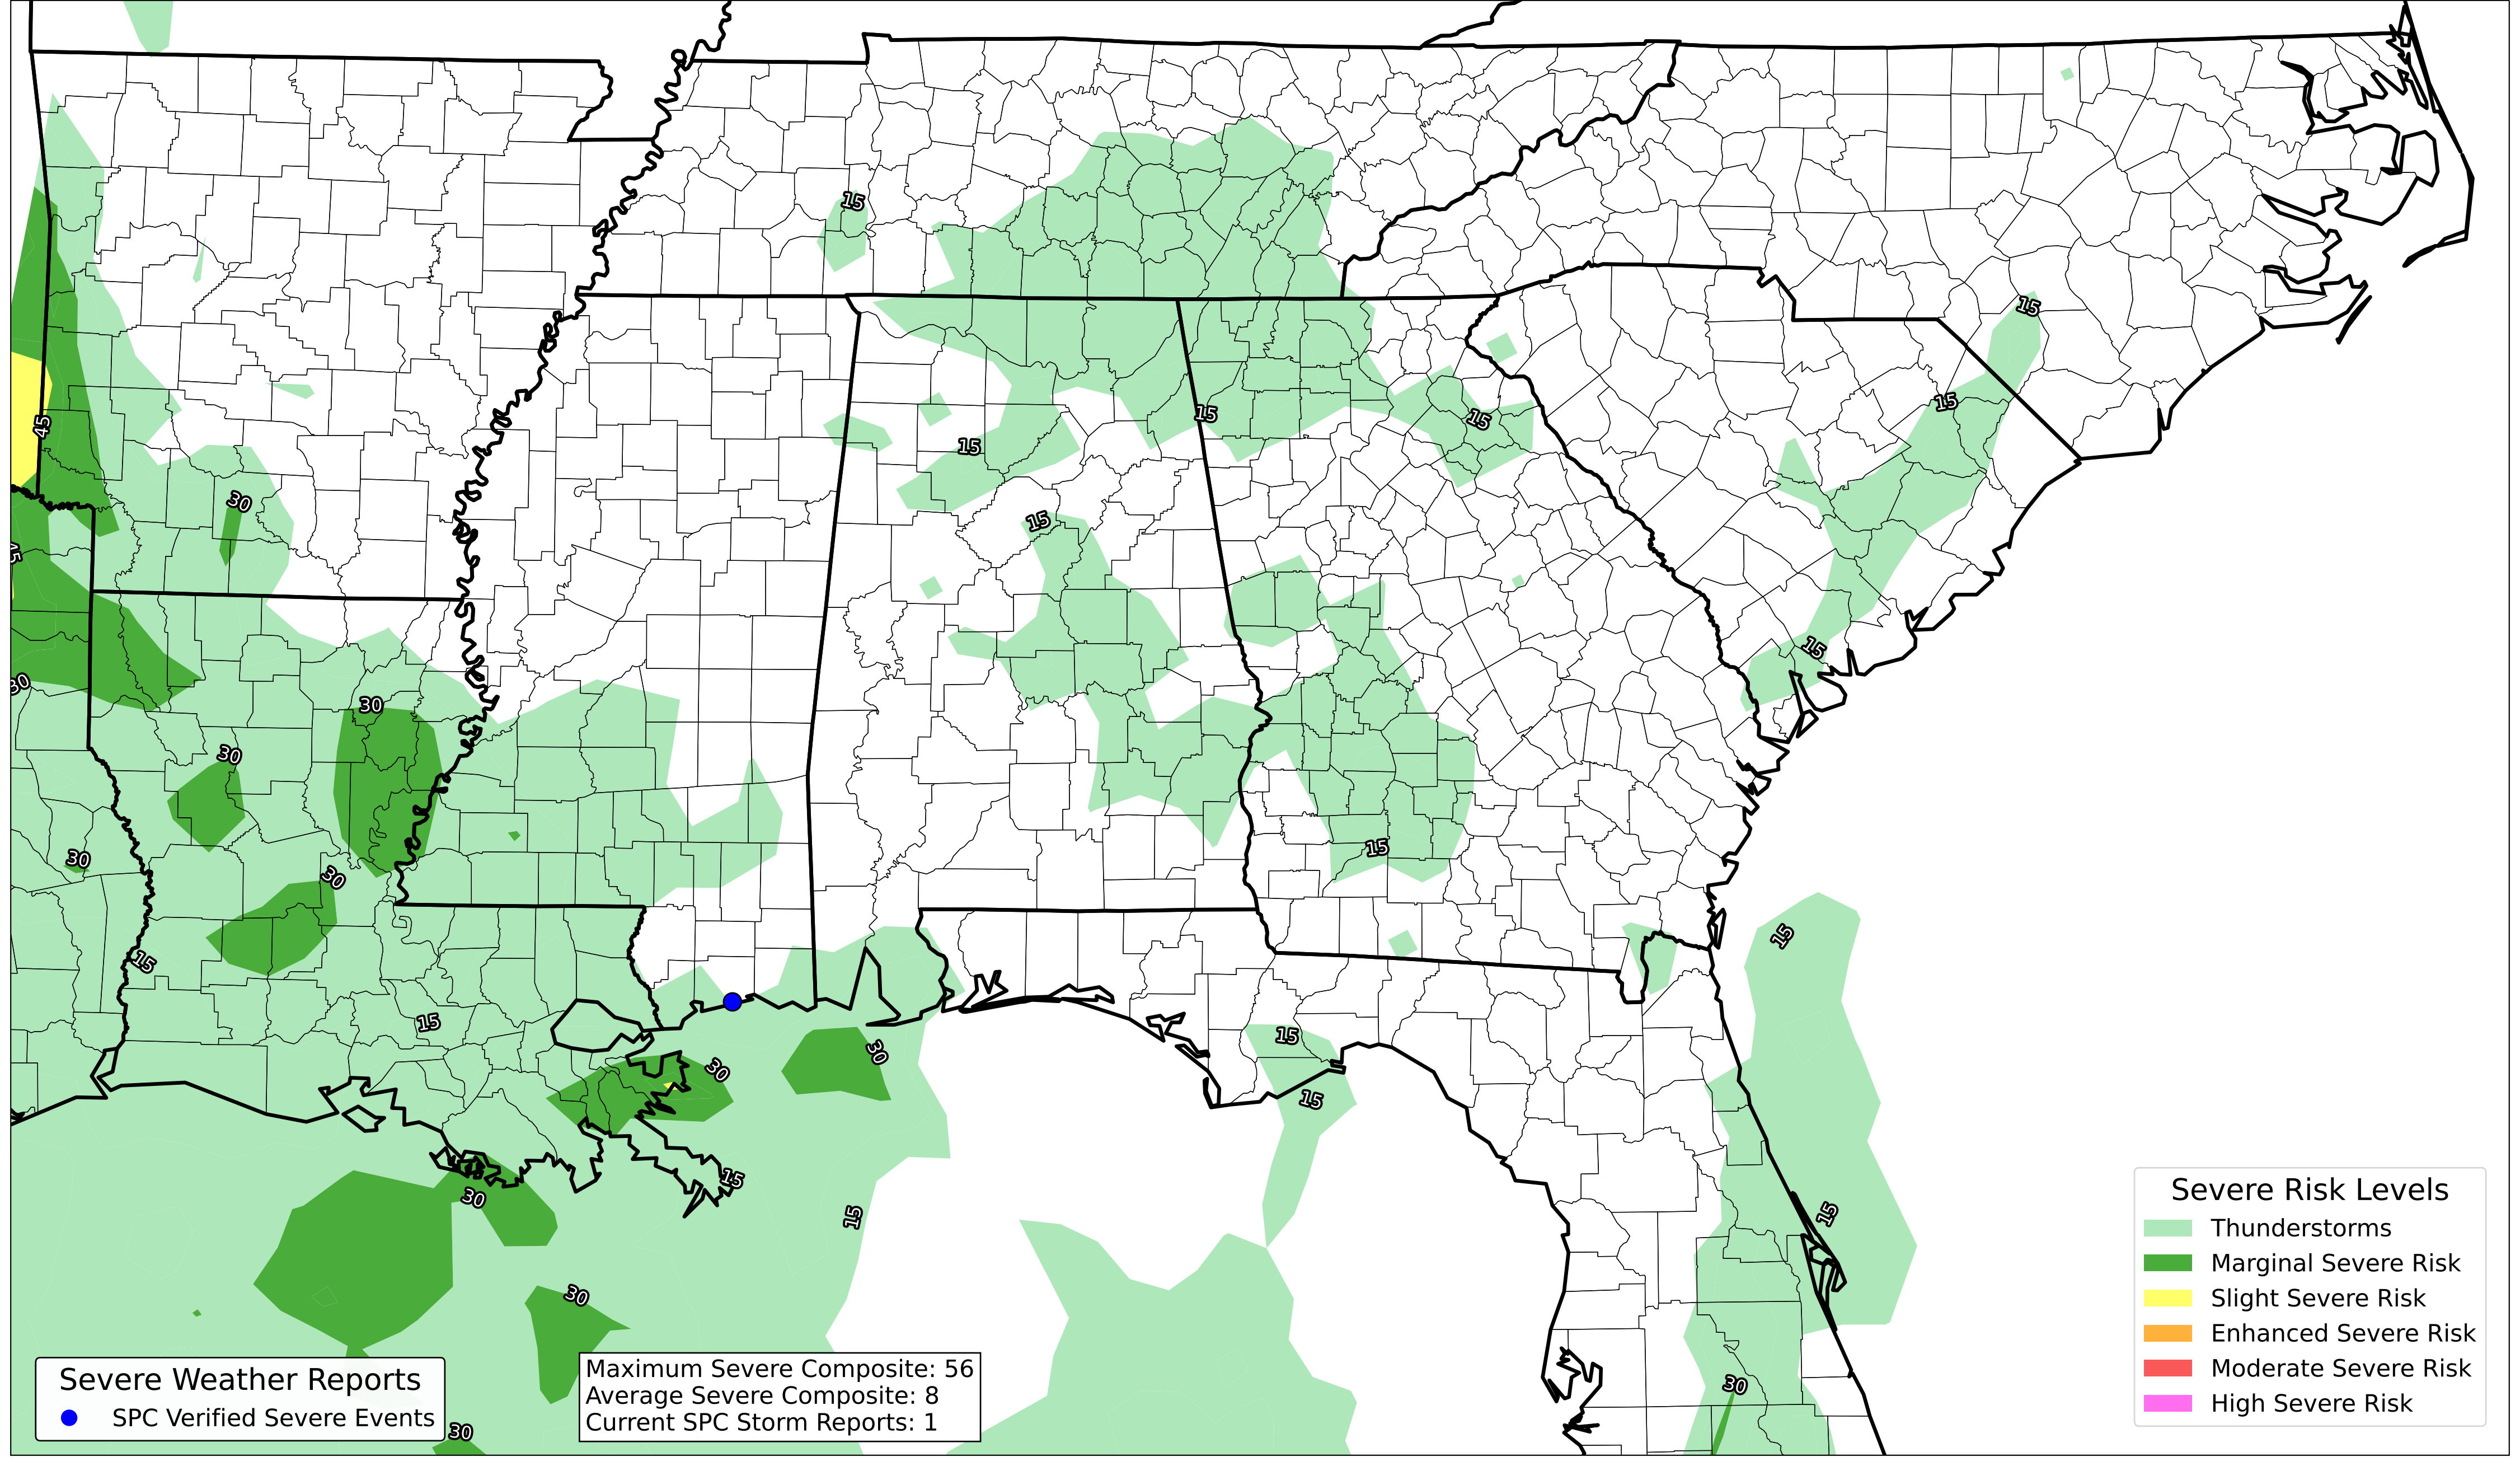 15
15
15
45
15
15
15
30
15
30
15
30
30
15
30
30
15
15
15
15
30
30
15
15
30
15
15
30
30
30
Severe Risk Levels
Thunderstorms
Marginal Severe Risk
Slight Severe Risk
Enhanced Severe Risk
Moderate Severe Risk
High Severe Risk
Severe Weather Reports
SPC Verified Severe Events
Maximum Severe Composite: 56
Average Severe Composite: 8
Current SPC Storm Reports: 1